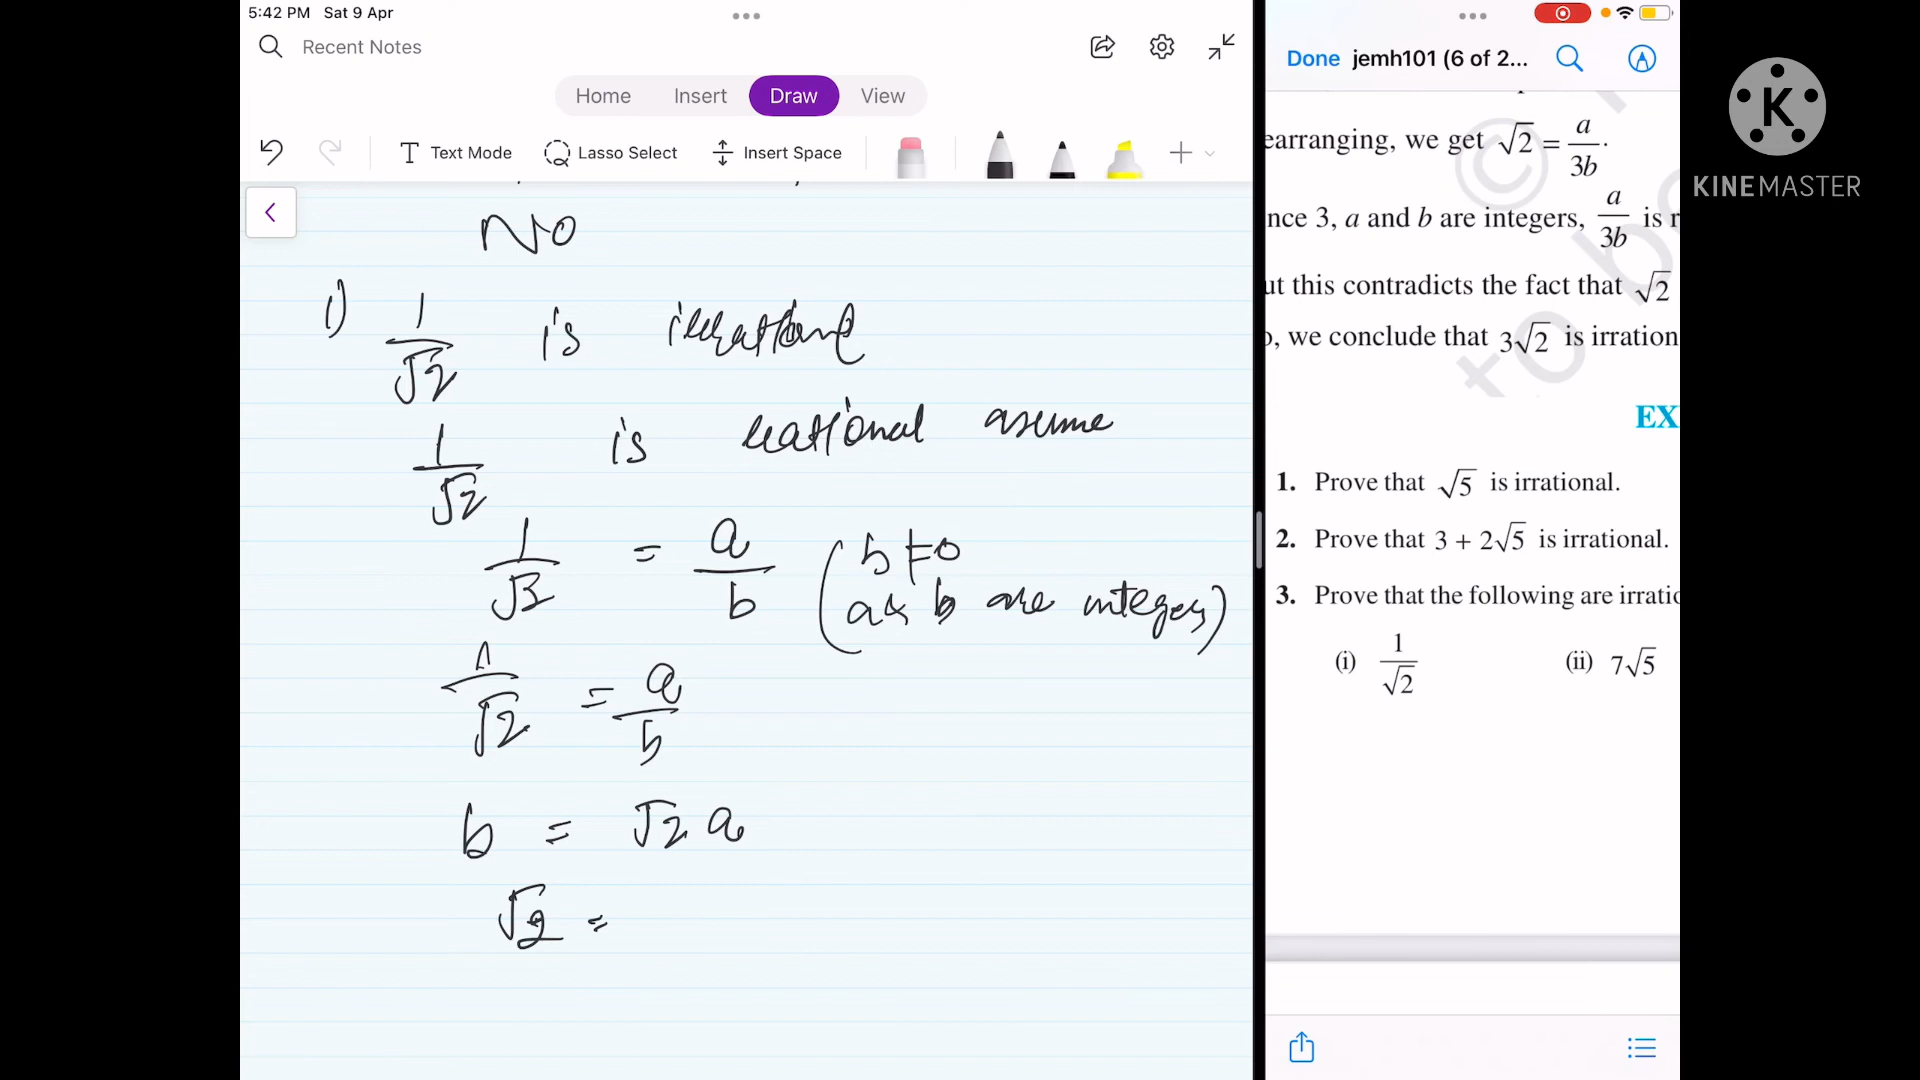 5:42 PM Sat 9 Apr
Recent Notes
Home Insert Draw View
T Text Mode Lasso Select Insert Space
No
1) 1/√2 is irrational
1/√2 is rational assume
1/√2 = a/b (b ≠ 0
a & b are integers)
1/√2 = a/b
b = √2 a
√2 =
Done jemh101 (6 of 2...
earranging, we get √2 = a/3b.
nce 3, a and b are integers, a/3b is r
ut this contradicts the fact that √2
o, we conclude that 3√2 is irration
to be
©
EX
1. Prove that √5 is irrational.
2. Prove that 3 + 2√5 is irrational.
3. Prove that the following are irratio
(i) 1/√2 (ii) 7√5
K
KINEMASTER